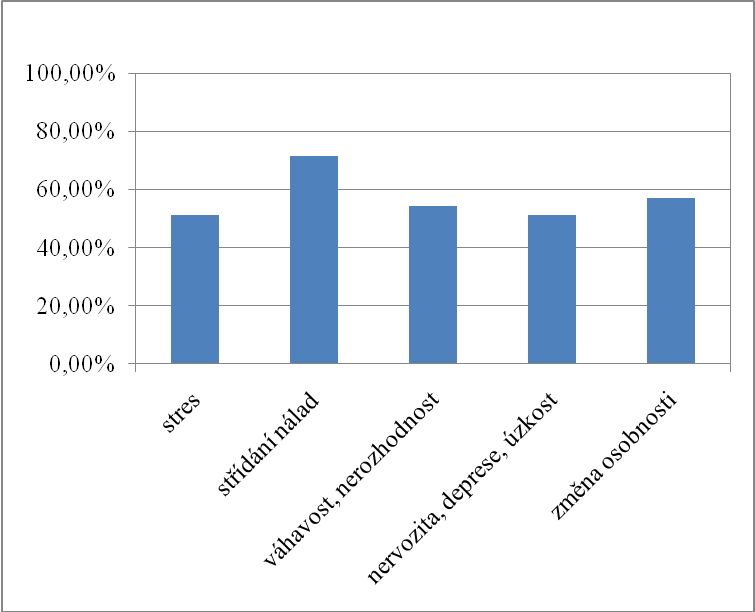 100,00%
80,00%
60,00%
40,00%
20,00%
0,00%
stres
střídání nálad
váhavost, nerozhodnost
nervozita, deprese, úzkost
změna osobnosti